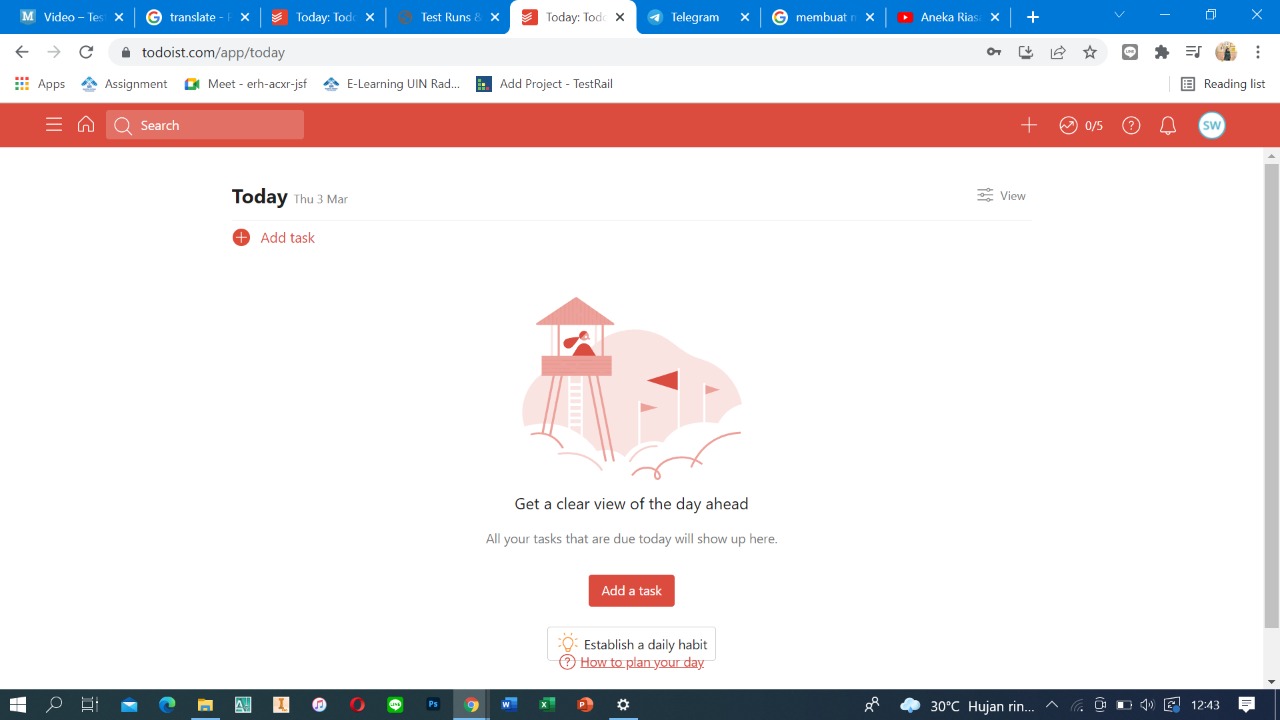 Video – Tes
translate - 
Today: Todo
Test Runs &
Today: Todo
Telegram
membuat
Aneka Rias
todoist.com/app/today
Apps
Assignment
Meet - erh-acxr-jsf
E-Learning UIN Rad...
Add Project - TestRail
Reading list
Search
0/5
SW
Today Thu 3 Mar
View
Add task
Get a clear view of the day ahead
All your tasks that are due today will show up here.
Add a task
Establish a daily habit
How to plan your day
30°C Hujan rin...
12:43